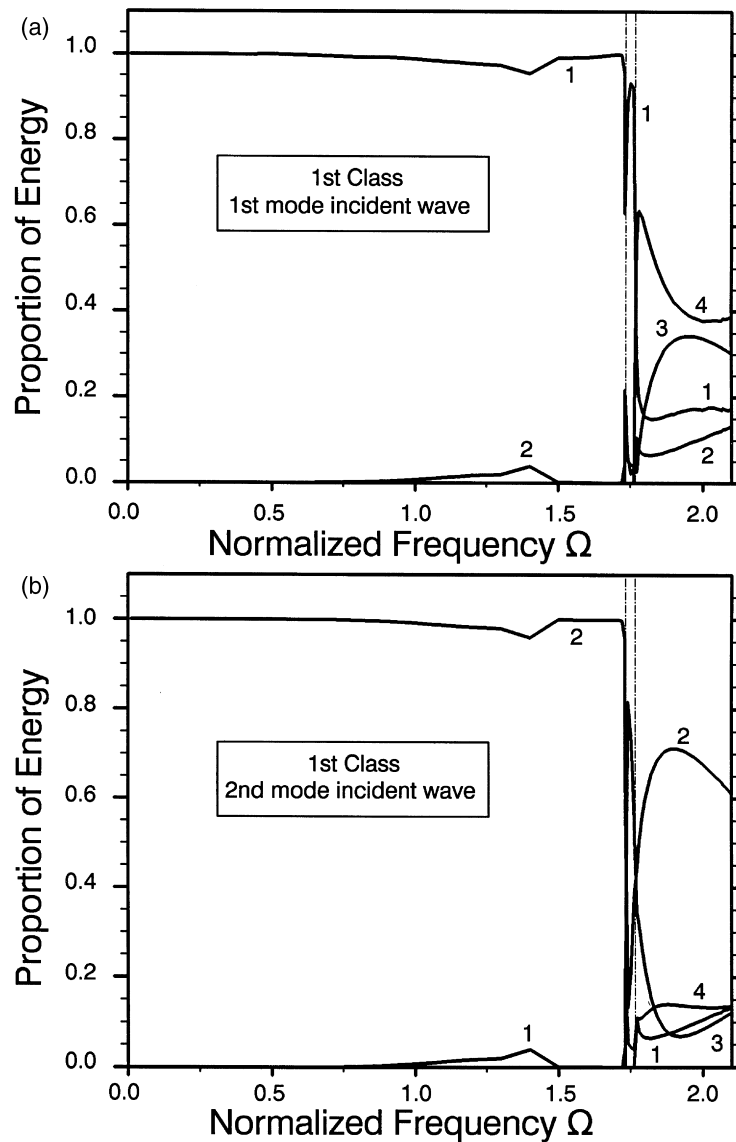 (a)
Proportion of Energy
1.0
0.8
0.6
0.4
0.2
0.0
1
1
1st Class
1st mode incident wave
4
3
1
2
2
0.0 0.5 1.0 1.5 2.0
Normalized Frequency Ω
(b)
Proportion of Energy
1.0
0.8
0.6
0.4
0.2
0.0
2
2
1st Class
2nd mode incident wave
4
1
1
3
0.0 0.5 1.0 1.5 2.0
Normalized Frequency Ω